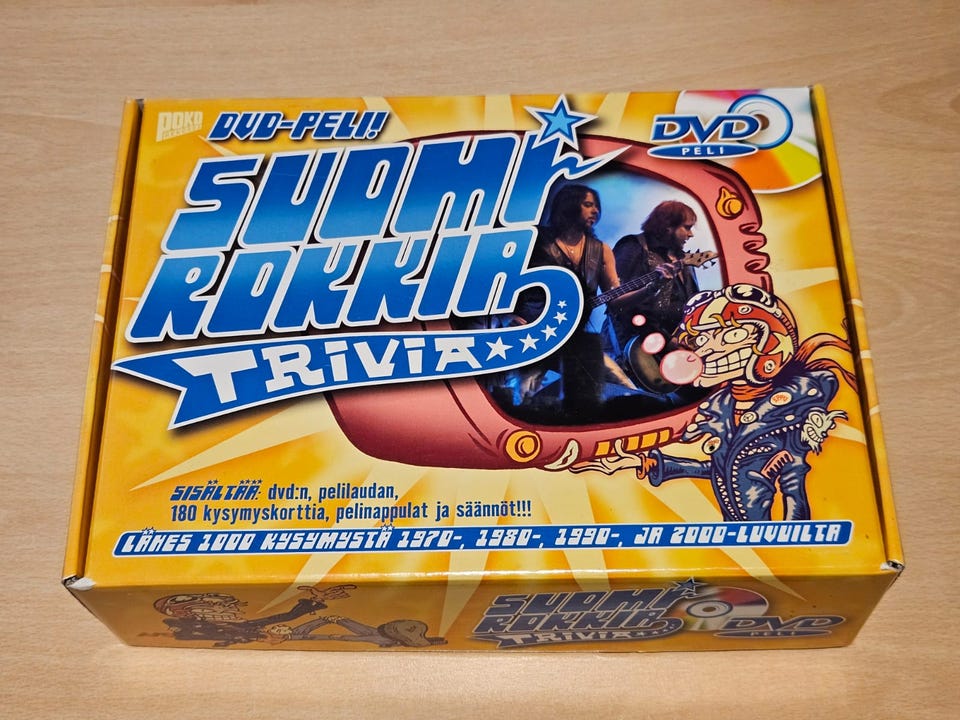 POKO
DVD-PELI!
SUOMI
ROKKIA
TRIVIA
DVD
PELI
SISÄLTÄÄ: dvd:n, pelilaudan,
180 kysymyskorttia, pelinappulat ja säännöt!!!
LÄHES 1000 KYSYMYSTÄ 1970-, 1980-, 1990-, JA 2000-LUVUILTA
SUOMI
ROKKIA
TRIVIA
DVD
PELI